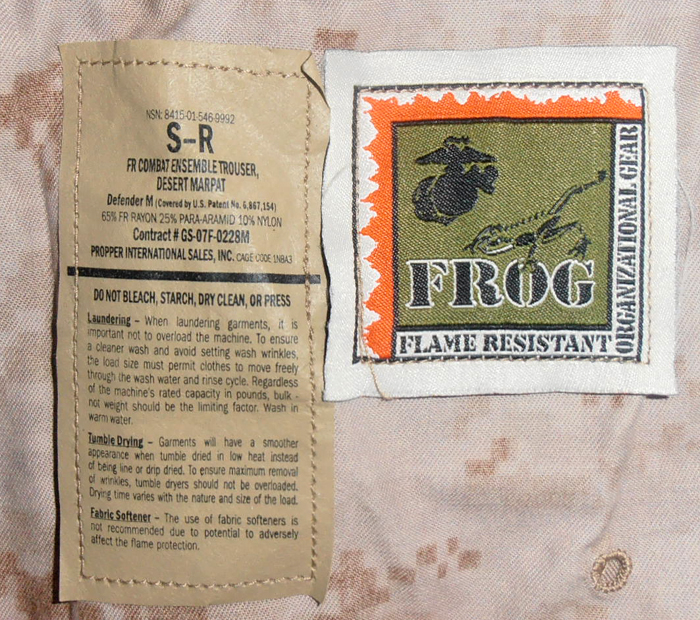 NSN: 8415-01-546-9992
S-R
FR COMBAT ENSEMBLE TROUSER,
DESERT MARPAT
Defender M (Covered by U.S. Patent No. 6,867,154)
65% FR RAYON 25% PARA-ARAMID 10% NYLON
Contract # GS-07F-0228M
PROPPER INTERNATIONAL SALES, INC. CAGE CODE 1NBA3
DO NOT BLEACH, STARCH, DRY CLEAN, OR PRESS
Laundering – When laundering garments, it is
important not to overload the machine. To ensure
a cleaner wash and avoid setting wash wrinkles,
the load size must permit clothes to move freely
through the wash water and rinse cycle. Regardless
of the machine's rated capacity in pounds, bulk -
not weight should be the limiting factor. Wash in
warm water.
Tumble Drying – Garments will have a smoother
appearance when tumble dried in low heat instead
of being line or drip dried. To ensure maximum removal
of wrinkles, tumble dryers should not be overloaded.
Drying time varies with the nature and size of the load.
Fabric Softener – The use of fabric softeners is
not recommended due to potential to adversely
affect the flame protection.
FROG
FLAME RESISTANT
ORGANIZATIONAL GEAR